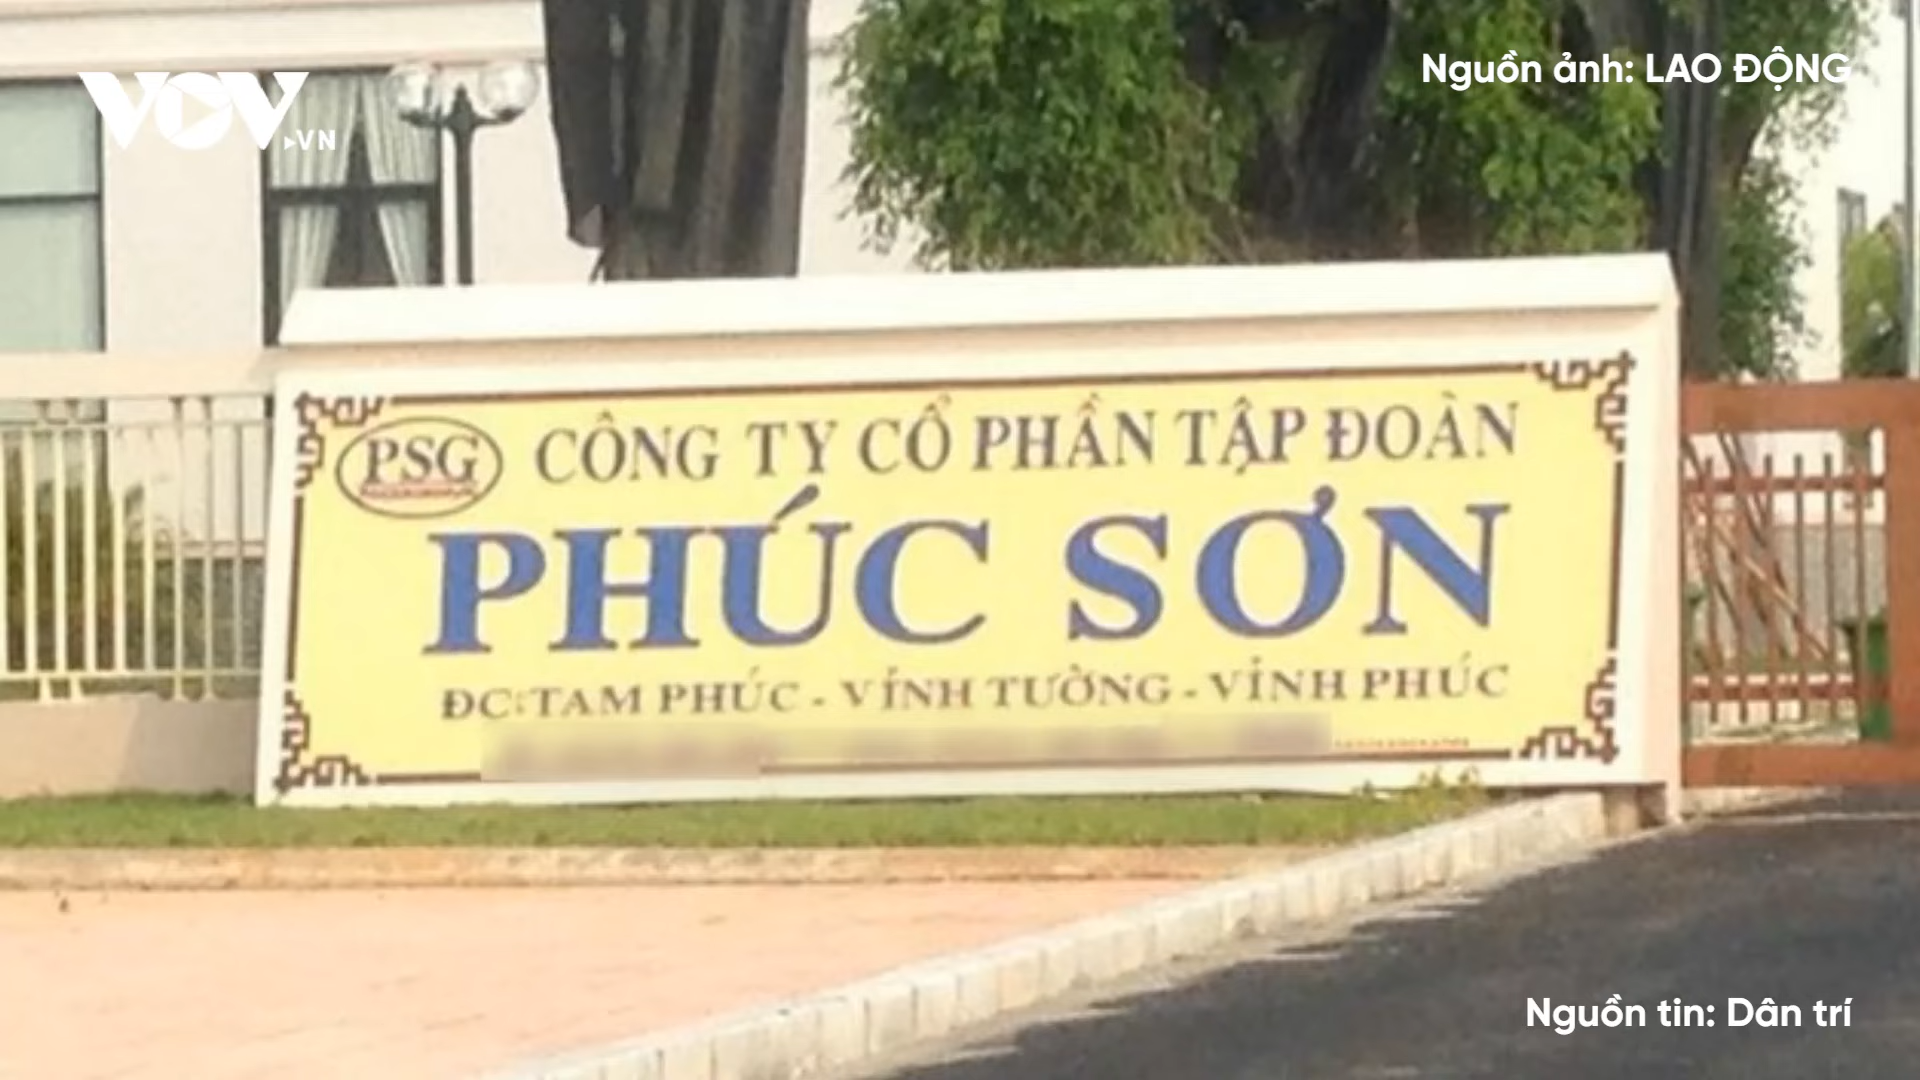 VOV.VN
Nguồn ảnh: LAO ĐỘNG
PSG
CÔNG TY CỔ PHẦN TẬP ĐOÀN
PHÚC SƠN
ĐC:TAM PHÚC - VĨNH TƯỜNG - VĨNH PHÚC
Nguồn tin: Dân trí